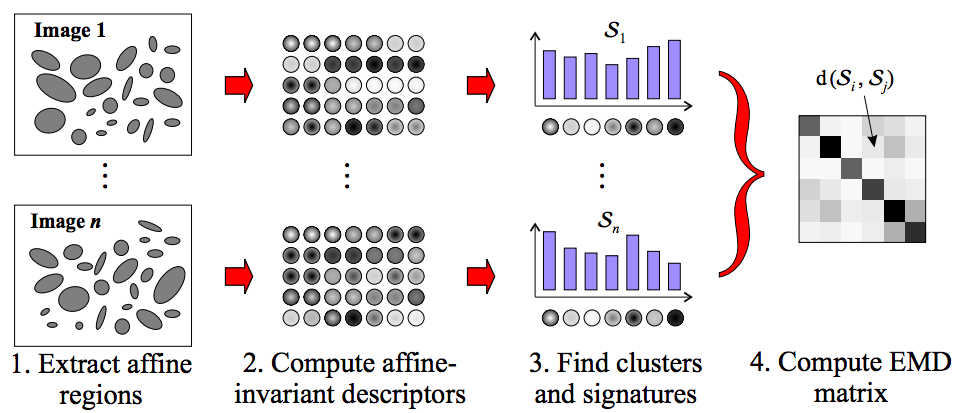 Image 1
S1
d(Si, Sj)
Image n
Sn
1. Extract affine
regions
2. Compute affine-
invariant descriptors
3. Find clusters
and signatures
4. Compute EMD
matrix